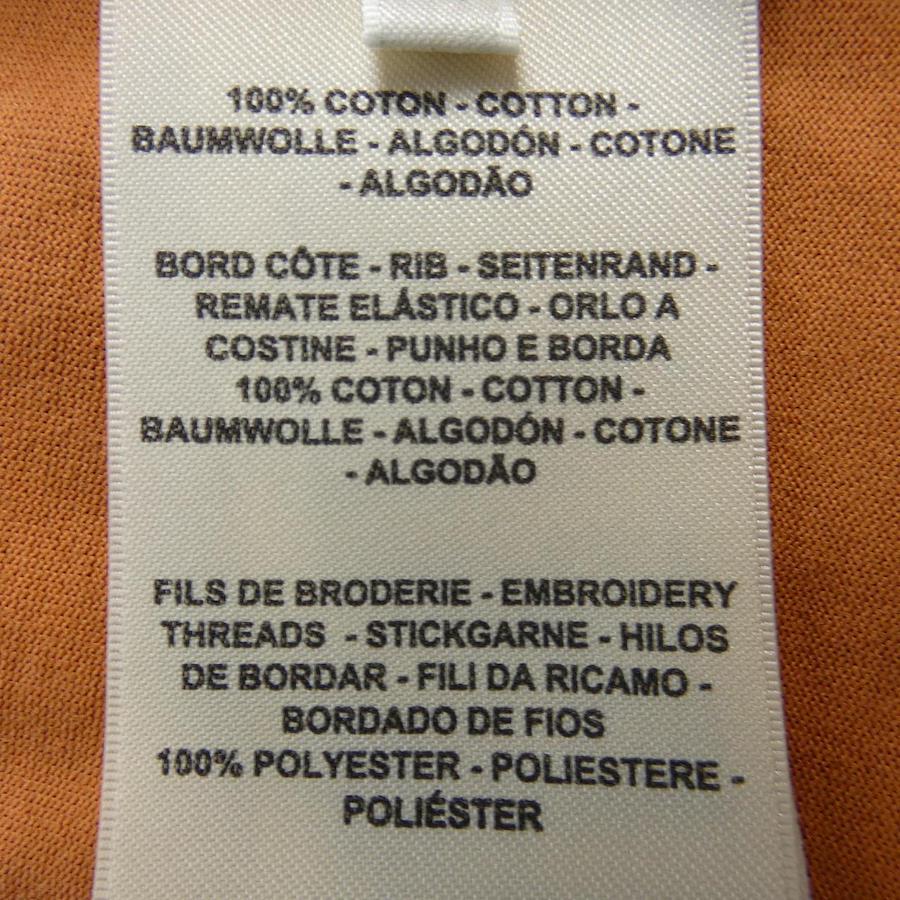 100% COTON - COTTON -
BAUMWOLLE - ALGODÓN - COTONE
- ALGODÃO
BORD CÔTE - RIB - SEITENRAND -
REMATE ELÁSTICO - ORLO A
COSTINE - PUNHO E BORDA
100% COTON - COTTON -
BAUMWOLLE - ALGODÓN - COTONE
- ALGODÃO
FILS DE BRODERIE - EMBROIDERY
THREADS - STICKGARNE - HILOS
DE BORDAR - FILI DA RICAMO -
BORDADO DE FIOS
100% POLYESTER - POLIESTERE -
POLIÉSTER